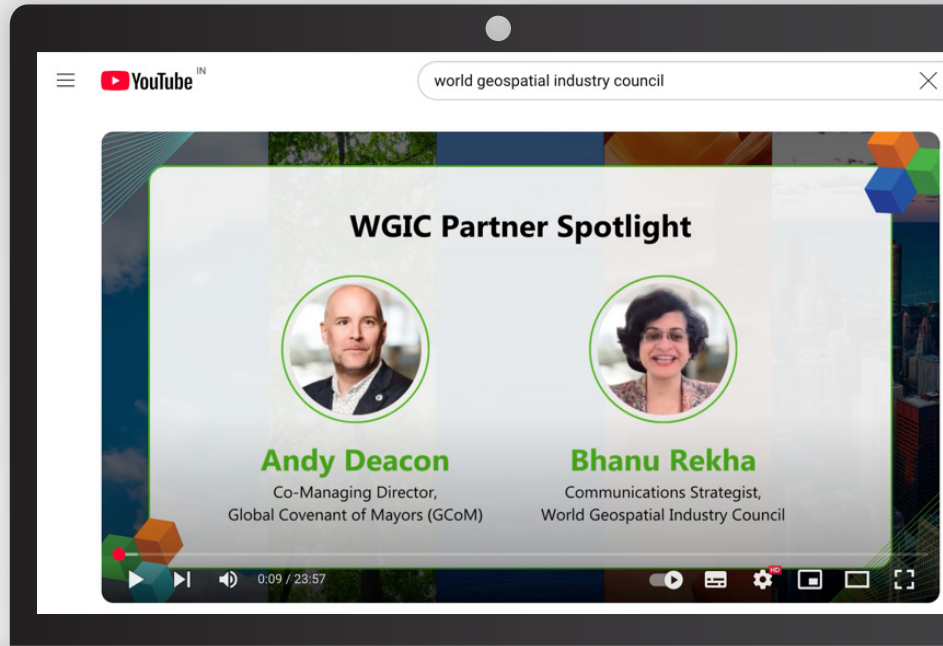 YouTube IN
world geospatial industry council
WGIC Partner Spotlight
Andy Deacon
Co-Managing Director,
Global Covenant of Mayors (GCoM)
Bhanu Rekha
Communications Strategist,
World Geospatial Industry Council
0:09 / 23:57
HD